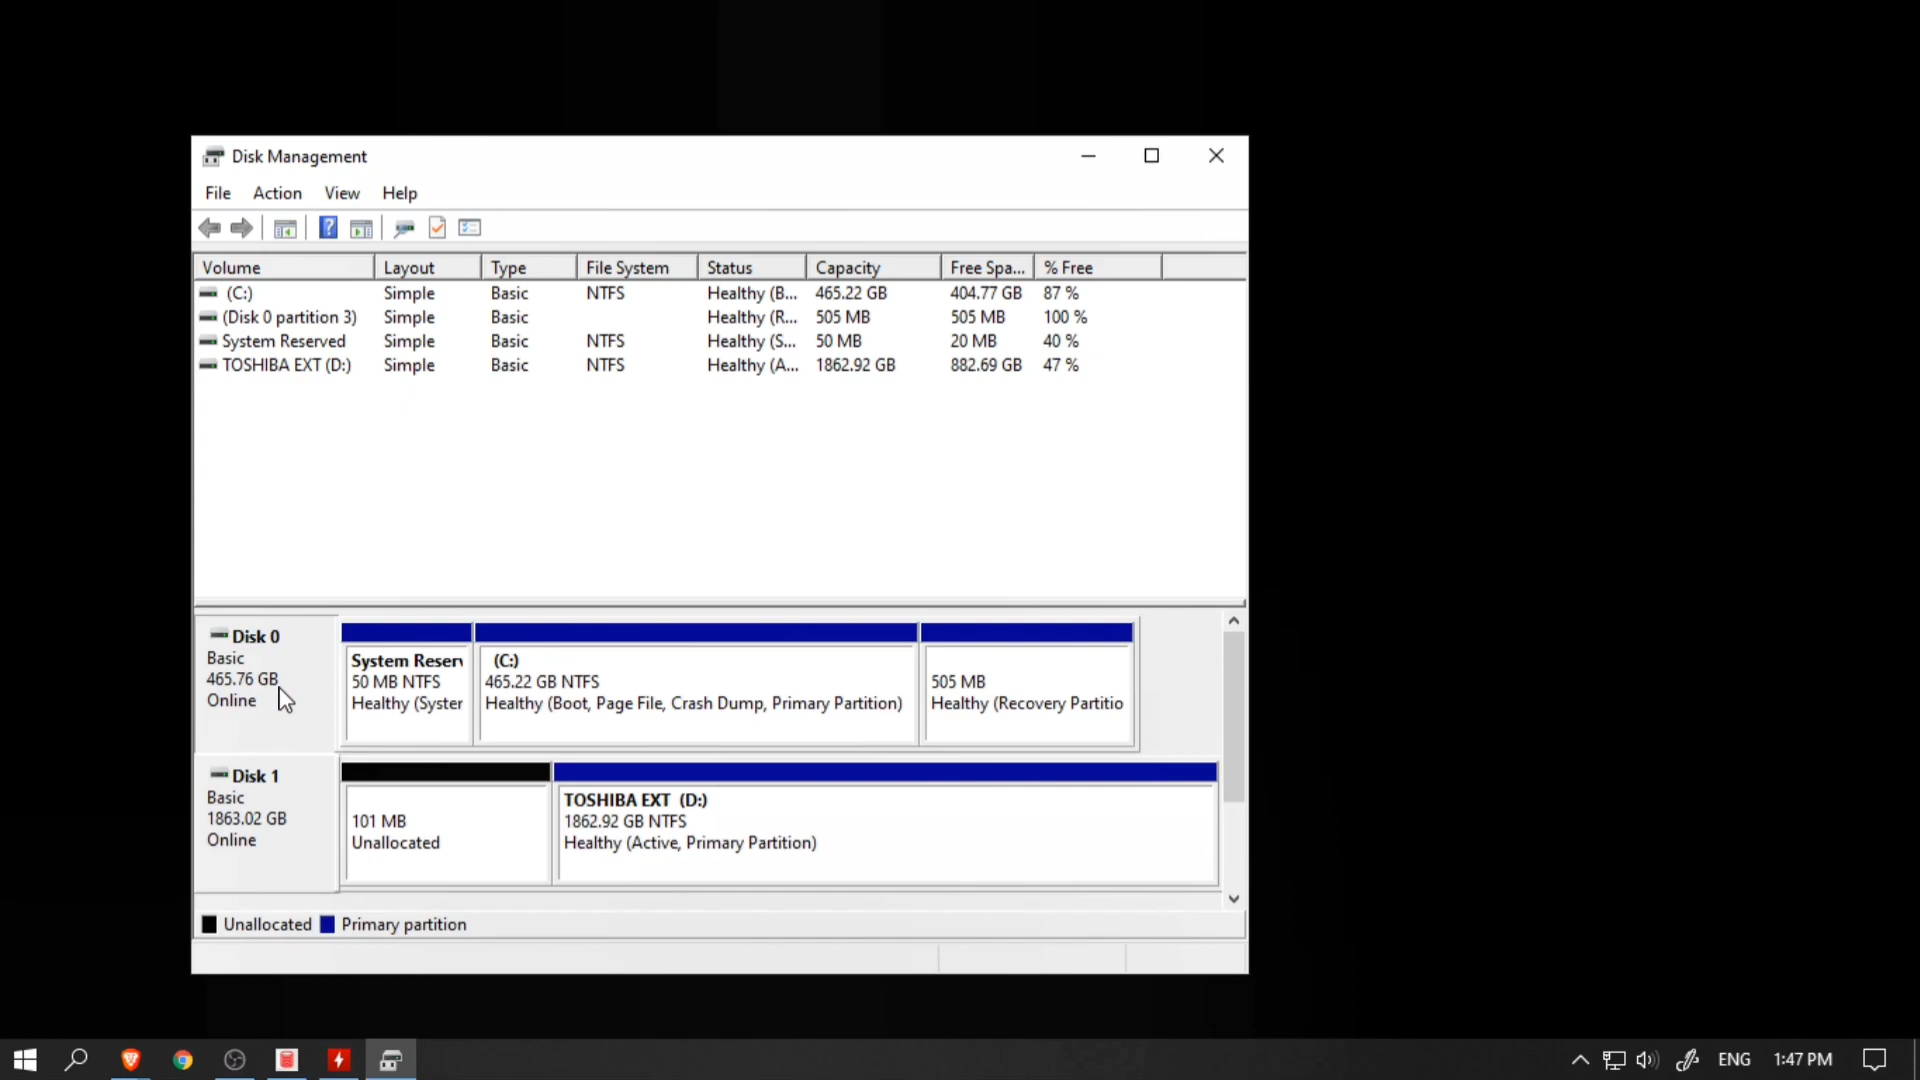 Disk Management
File Action View Help
Volume Layout Type File System Status Capacity Free Spa... % Free
(C:) Simple Basic NTFS Healthy (B... 465.22 GB 404.77 GB 87 %
(Disk 0 partition 3) Simple Basic Healthy (R... 505 MB 505 MB 100 %
System Reserved Simple Basic NTFS Healthy (S... 50 MB 20 MB 40 %
TOSHIBA EXT (D:) Simple Basic NTFS Healthy (A... 1862.92 GB 882.69 GB 47 %
Disk 0
Basic
465.76 GB
Online
System Reserv
50 MB NTFS
Healthy (Syster
(C:)
465.22 GB NTFS
Healthy (Boot, Page File, Crash Dump, Primary Partition)
505 MB
Healthy (Recovery Partitio
Disk 1
Basic
1863.02 GB
Online
101 MB
Unallocated
TOSHIBA EXT (D:)
1862.92 GB NTFS
Healthy (Active, Primary Partition)
Unallocated Primary partition
ENG 1:47 PM